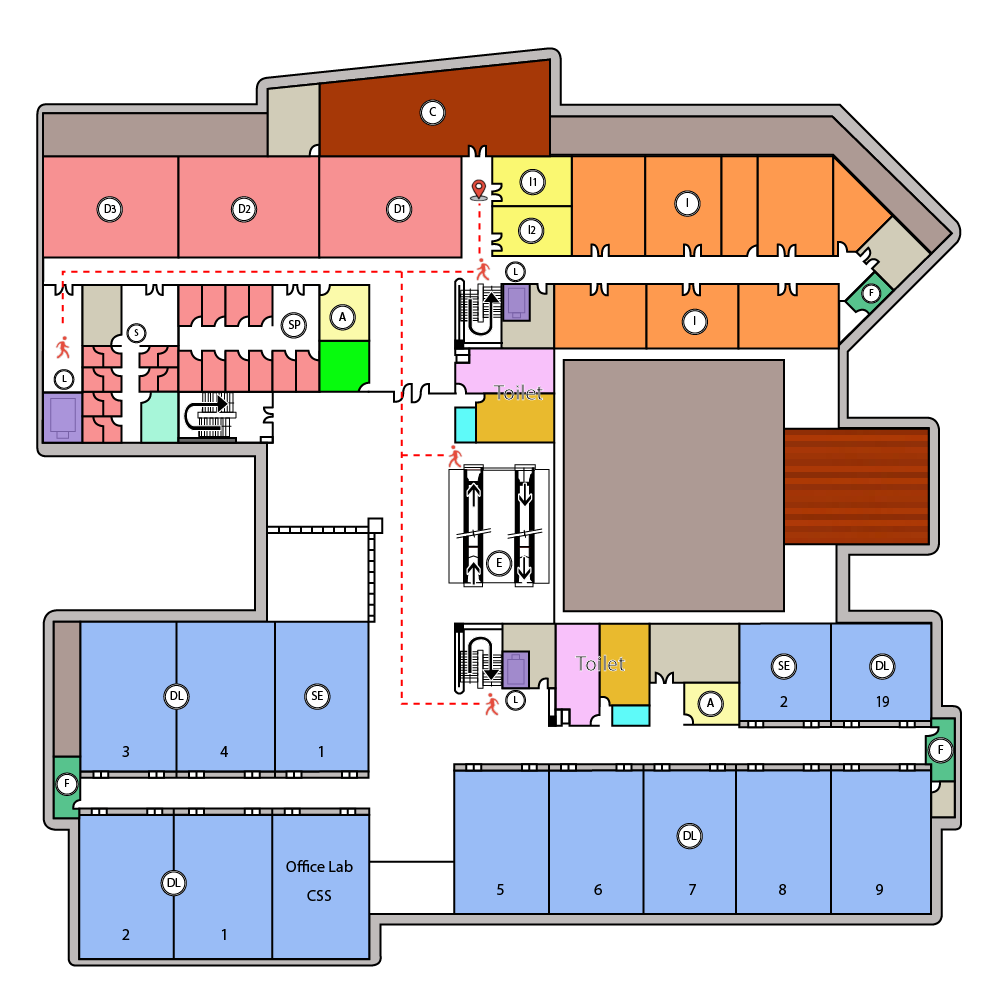 C
D3
D2
D1
I1
I
I2
L
F
S
SP
A
I
L
Toilet
E
Toilet
SE
DL
2
19
DL
SE
L
A
3
4
1
F
F
DL
Office Lab
CSS
DL
5
6
7
8
9
2
1